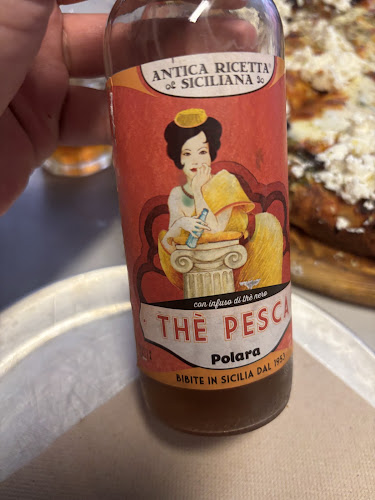 ANTICA RICETTA®
SICILIANA
con infuso di thè nero
THÈ PESCA
Polara
BIBITE IN SICILIA DAL 1953